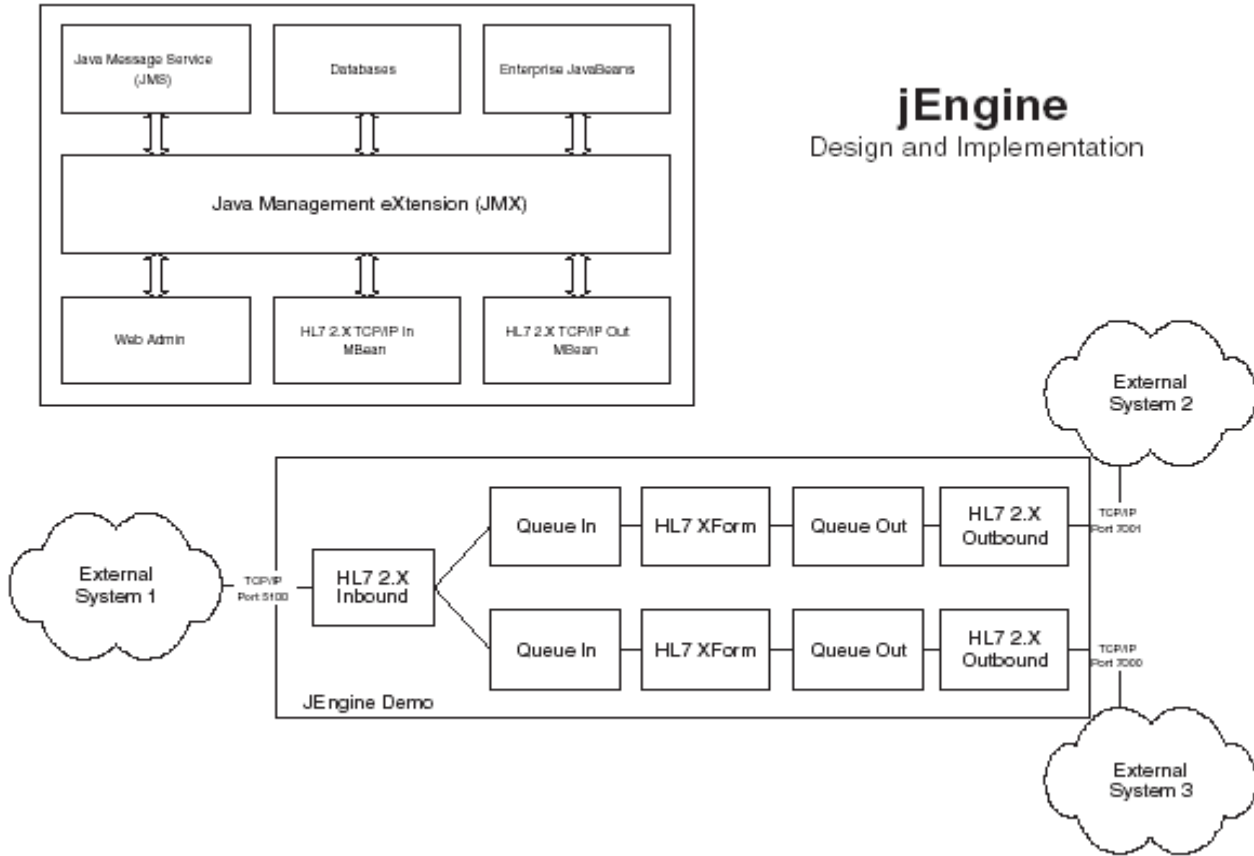 Java Message Service
(JMS)
Databases
Enterprise JavaBeans
jEngine
Design and Implementation
Java Management eXtension (JMX)
Web Admin
HL7 2.X TCP/IP In
MBean
HL7 2.X TCP/IP Out
MBean
External
System 2
TCP/IP
Port 7001
Queue In
HL7 XForm
Queue Out
HL7 2.X
Outbound
External
System 1
TCP/IP
Port 5100
HL7 2.X
Inbound
Queue In
HL7 XForm
Queue Out
HL7 2.X
Outbound
TCP/IP
Port 7000
JEngine Demo
External
System 3